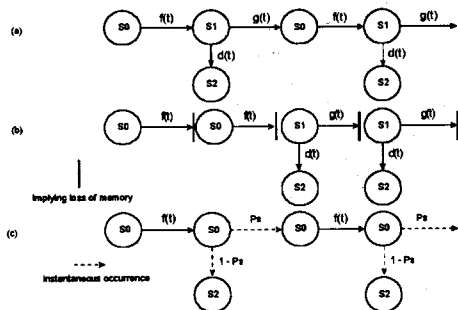 (a) S0 f(t) S1 g(t) S0 f(t) S1 g(t)
d(t) d(t)
S2 S2
(b) S0 f(t) S0 f(t) S1 g(t) S1 g(t)
d(t) d(t)
S2 S2
Implying loss of memory
(c) S0 f(t) S0 Ps S0 f(t) S0 Ps
Instantaneous occurrence
1 - Ps 1 - Ps
S2 S2